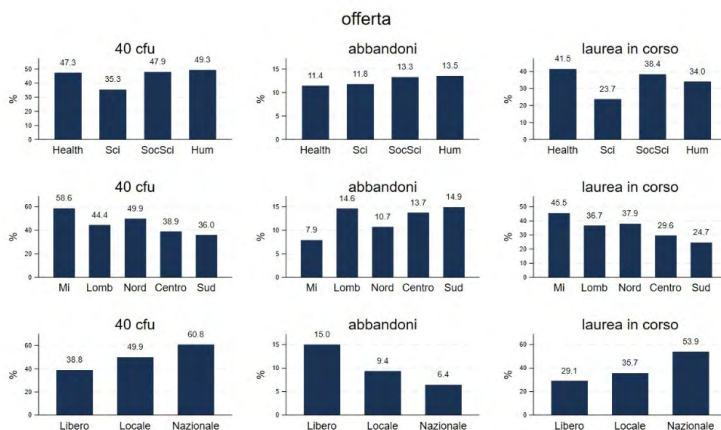 offerta
40 cfu
abbandoni
laurea in corso
47.3
35.3
47.9
49.3
50
40
30
20
10
0
%
Health
Sci
SocSci
Hum
11.4
11.8
13.3
13.5
15
10
5
0
%
Health
Sci
SocSci
Hum
41.5
23.7
38.4
34.0
40
30
20
10
0
%
Health
Sci
SocSci
Hum
40 cfu
abbandoni
laurea in corso
58.6
44.4
49.9
38.9
36.0
60
40
20
0
%
Mi
Lomb
Nord
Centro
Sud
7.9
14.6
10.7
13.7
14.9
15
10
5
0
%
Mi
Lomb
Nord
Centro
Sud
45.5
36.7
37.9
29.6
24.7
50
40
30
20
10
0
%
Mi
Lomb
Nord
Centro
Sud
40 cfu
abbandoni
laurea in corso
38.8
49.9
60.8
60
40
20
0
%
Libero
Locale
Nazionale
15.0
9.4
6.4
15
10
5
0
%
Libero
Locale
Nazionale
29.1
35.7
53.9
60
40
20
0
%
Libero
Locale
Nazionale